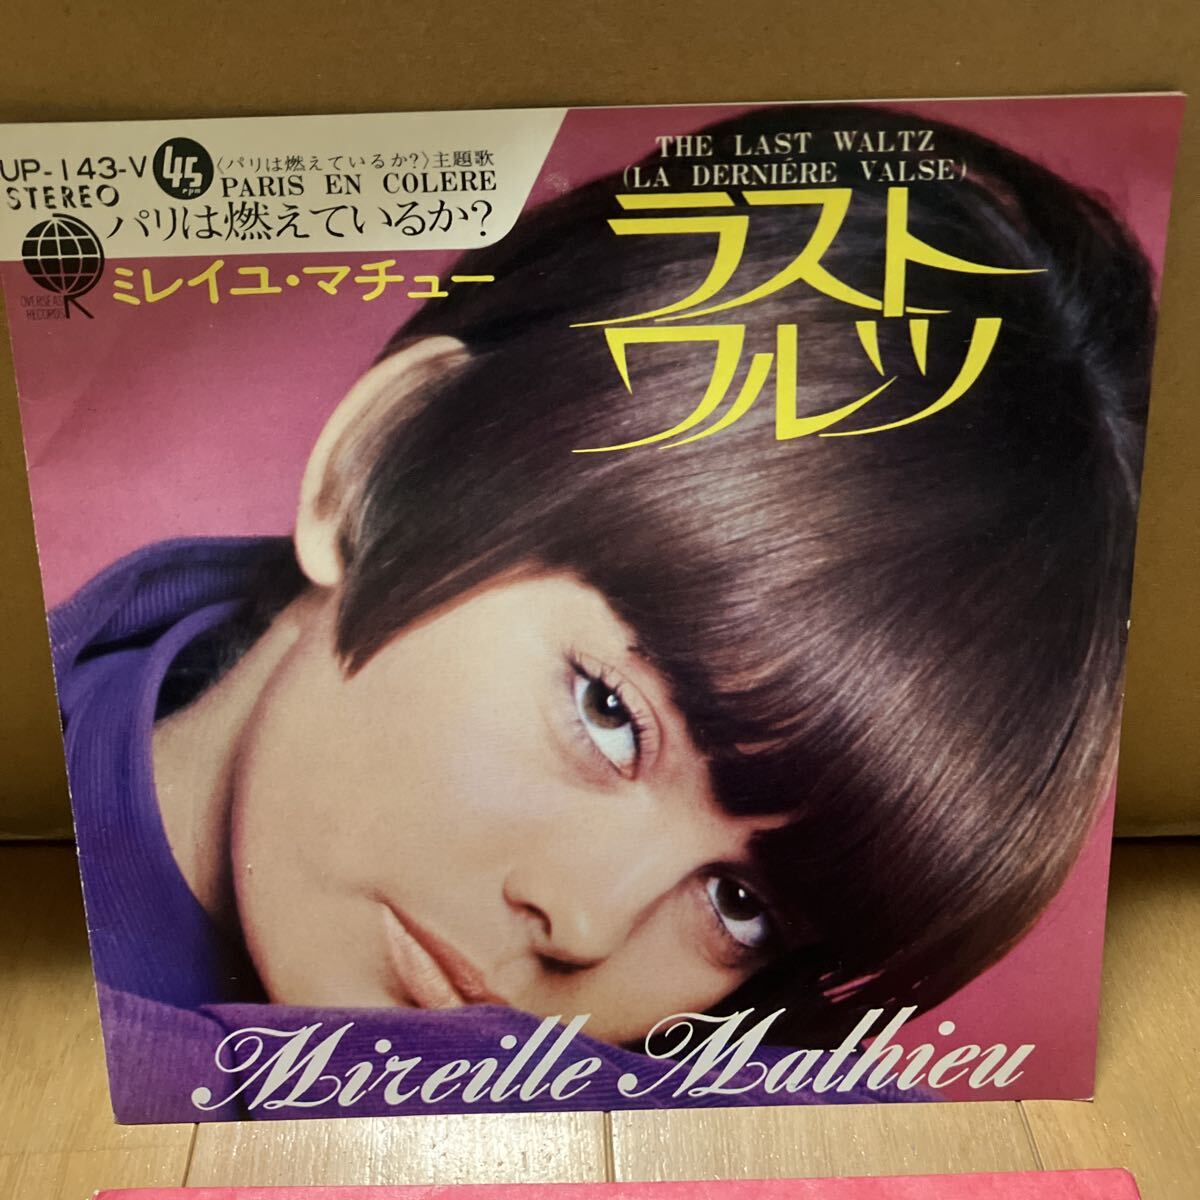 UP-143-V
STEREO
45
rpm
〈パリは燃えているか?〉主題歌
PARIS EN COLERE
パリは燃えているか?
OVERSEAS
RECORDS
ミレイユ・マチュー
THE LAST WALTZ
(LA DERNIÉRE VALSE)
ラスト
ワルツ
Mireille Mathieu